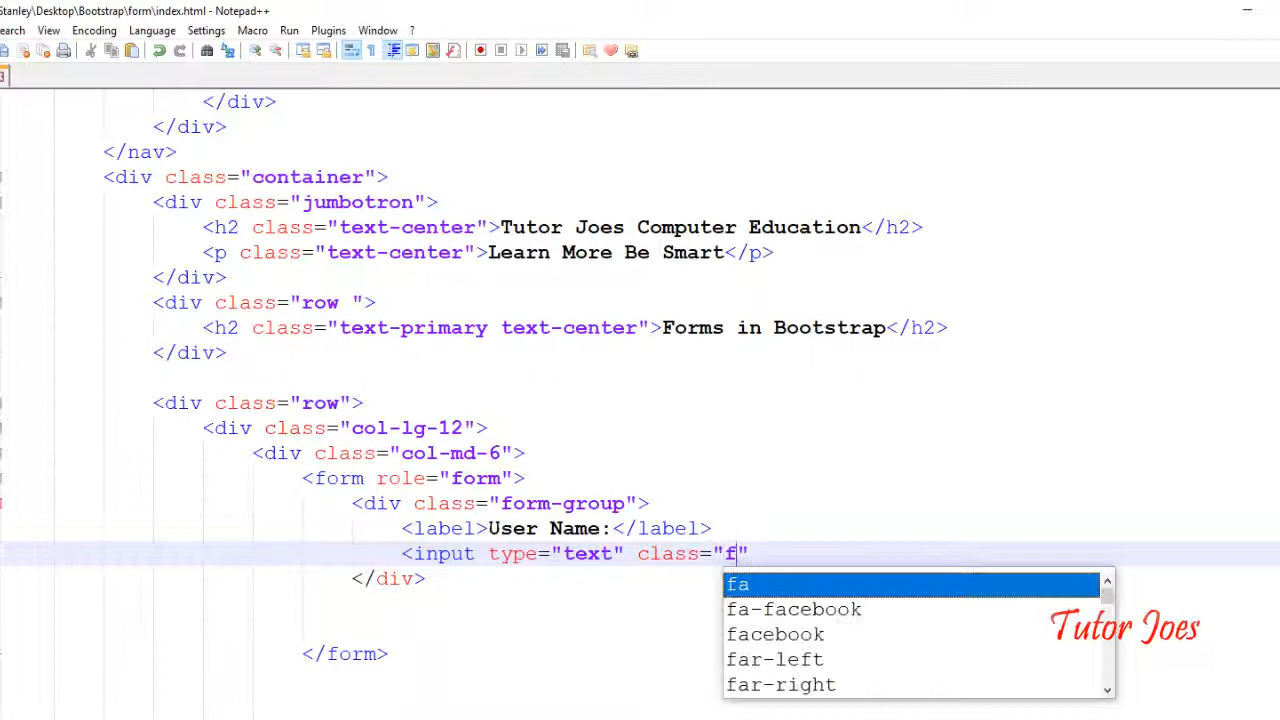 Stanley\Desktop\Bootstrap\form\index.html - Notepad++
earch View Encoding Language Settings Macro Run Plugins Window ?
</div>
</div>
</nav>
<div class="container">
<div class="jumbotron">
<h2 class="text-center">Tutor Joes Computer Education</h2>
<p class="text-center">Learn More Be Smart</p>
</div>
<div class="row ">
<h2 class="text-primary text-center">Forms in Bootstrap</h2>
</div>
<div class="row">
<div class="col-lg-12">
<div class="col-md-6">
<form role="form">
<div class="form-group">
<label>User Name:</label>
<input type="text" class="f"
</div>
fa
fa-facebook
facebook
far-left
far-right
Tutor Joes
</form>